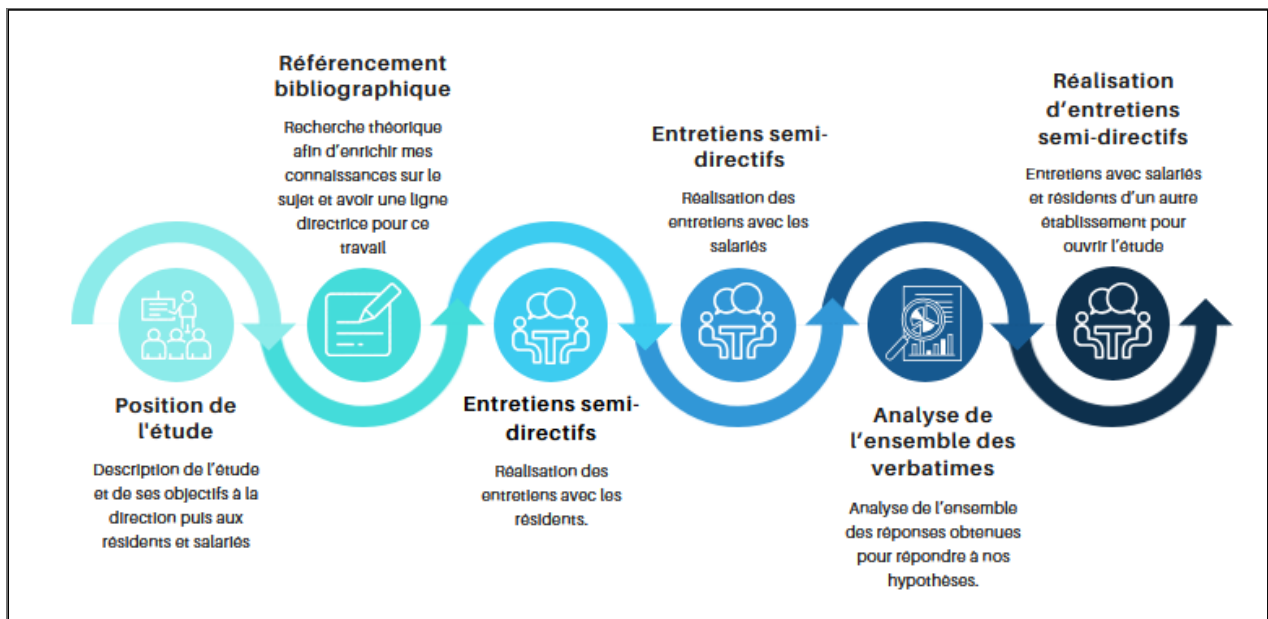 Position de
l'étude
Description de l'étude
et de ses objectifs à la
direction puis aux
résidents et salariés
Référencement
bibliographique
Recherche théorique
afin d'enrichir mes
connaissances sur le
sujet et avoir une ligne
directrice pour ce
travail
Entretiens semi-
directifs
Réalisation des
entretiens avec les
résidents.
Entretiens semi-
directifs
Réalisation des
entretiens avec les
salariés
Analyse de
l'ensemble des
verbatimes
Analyse de l'ensemble
des réponses obtenues
pour répondre à nos
hypothèses.
Réalisation
d'entretiens
semi-directifs
Entretiens avec salariés
et résidents d'un autre
établissement pour
ouvrir l'étude